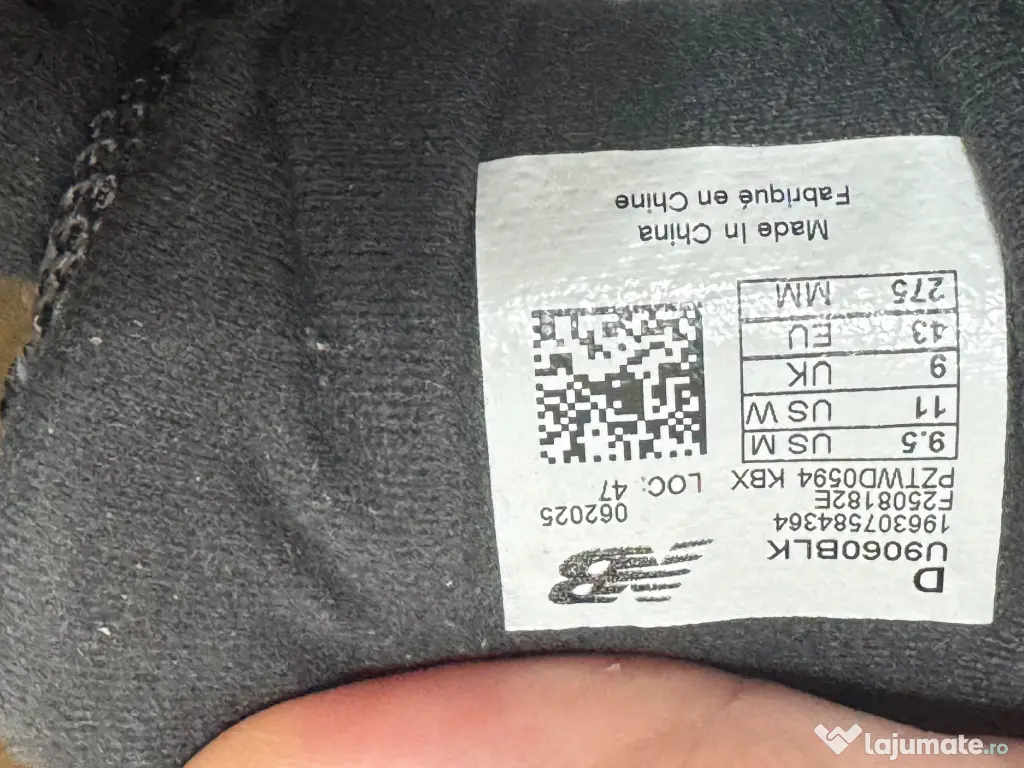 D
U9060BLK
196307584364
F2508182E
PZTWD0594 KBX
062025
LOC: 47
9.5 US M
11 US W
9 UK
43 EU
275 MM
Made In China
Fabriqué en Chine
lajumate.ro